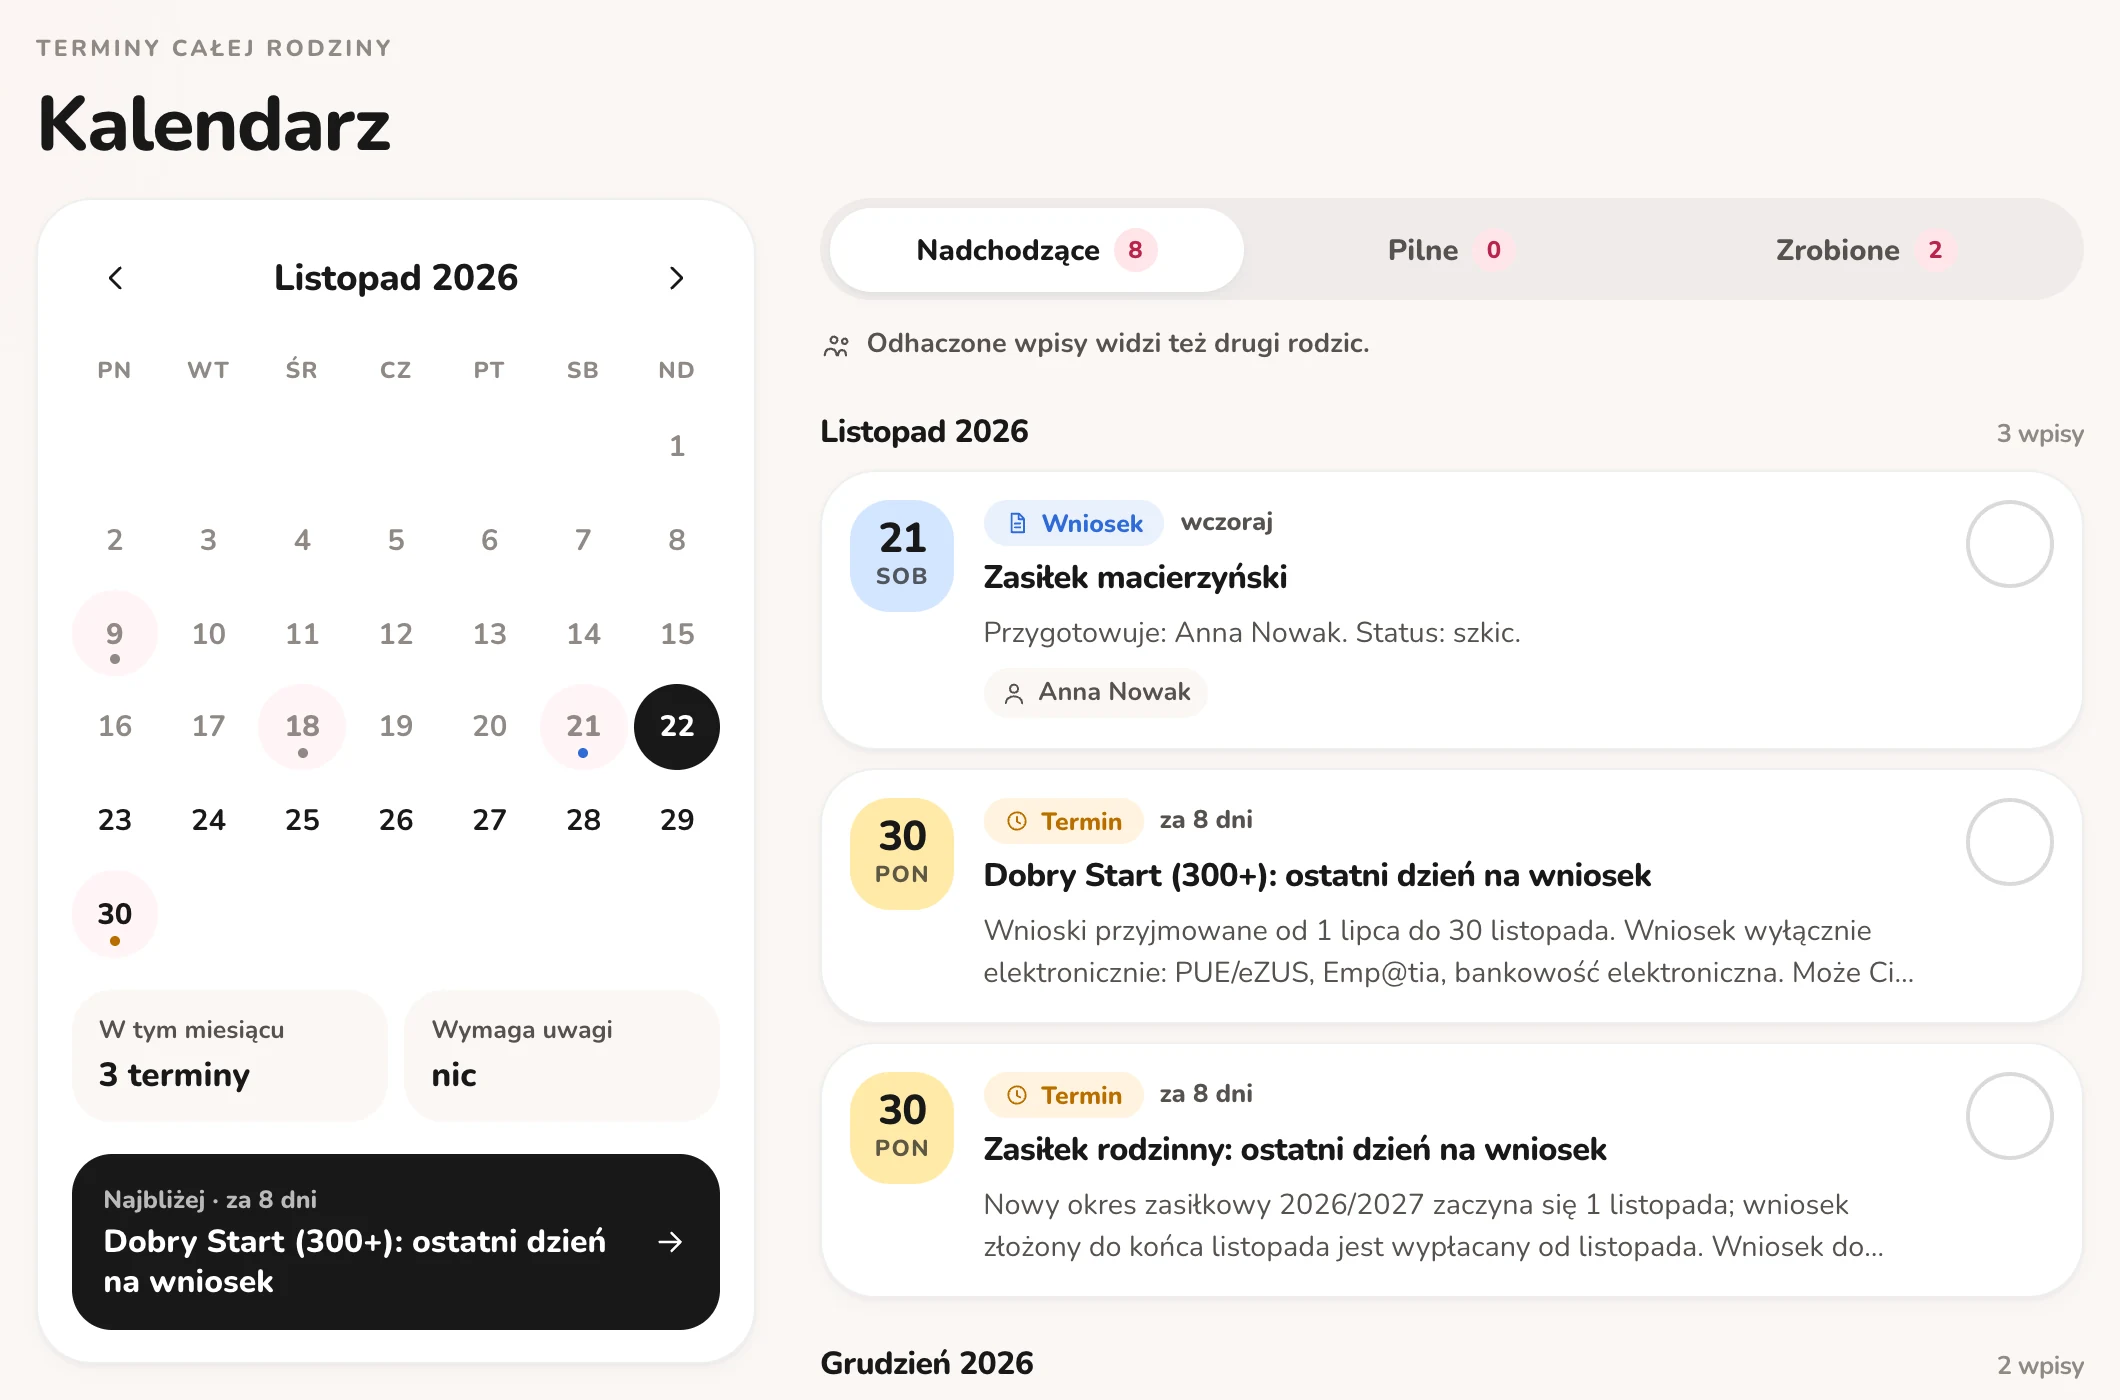 TERMINY CAŁEJ RODZINY
Kalendarz
Listopad 2026
PN WT ŚR CZ PT SB ND
1
2 3 4 5 6 7 8
9 10 11 12 13 14 15
16 17 18 19 20 21 22
23 24 25 26 27 28 29
30
W tym miesiącu
3 terminy
Wymaga uwagi
nic
Najbliżej · za 8 dni
Dobry Start (300+): ostatni dzień
na wniosek
Nadchodzące 8
Pilne 0
Zrobione 2
Odhaczone wpisy widzi też drugi rodzic.
Listopad 2026
3 wpisy
21
SOB
Wniosek wczoraj
Zasiłek macierzyński
Przygotowuje: Anna Nowak. Status: szkic.
Anna Nowak
30
PON
Termin za 8 dni
Dobry Start (300+): ostatni dzień na wniosek
Wnioski przyjmowane od 1 lipca do 30 listopada. Wniosek wyłącznie
elektronicznie: PUE/eZUS, Emp@tia, bankowość elektroniczna. Może Ci...
30
PON
Termin za 8 dni
Zasiłek rodzinny: ostatni dzień na wniosek
Nowy okres zasiłkowy 2026/2027 zaczyna się 1 listopada; wniosek
złożony do końca listopada jest wypłacany od listopada. Wniosek do...
Grudzień 2026
2 wpisy